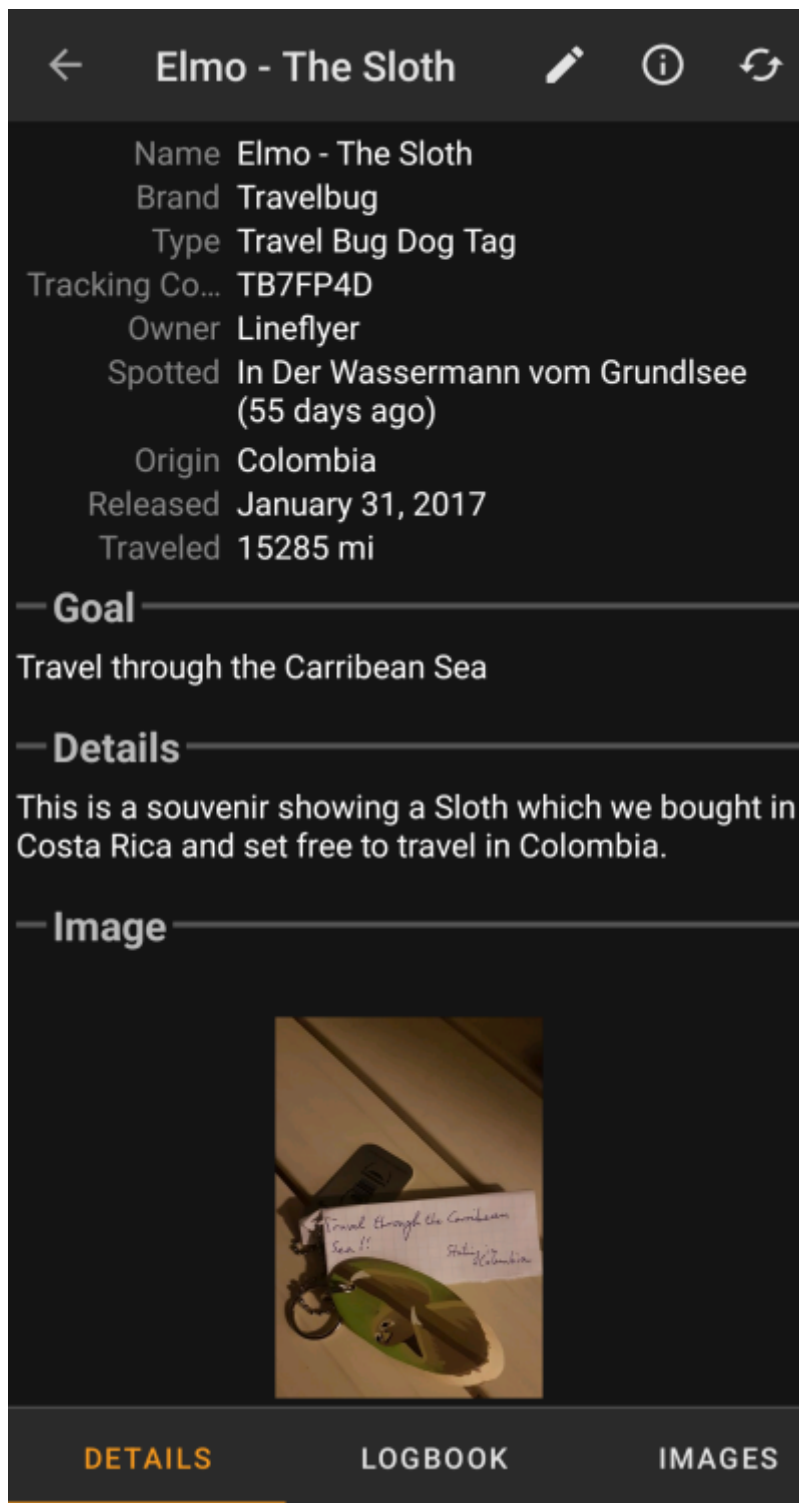 Elmo - The Sloth
Name Elmo - The Sloth
Brand Travelbug
Type Travel Bug Dog Tag
Tracking Co... TB7FP4D
Owner Lineflyer
Spotted In Der Wassermann vom Grundlsee
(55 days ago)
Origin Colombia
Released January 31, 2017
Traveled 15285 mi
Goal
Travel through the Carribean Sea
Details
This is a souvenir showing a Sloth which we bought in
Costa Rica and set free to travel in Colombia.
Image
Travel through the Carribean
Sea!!
Colombia
DETAILS LOGBOOK IMAGES